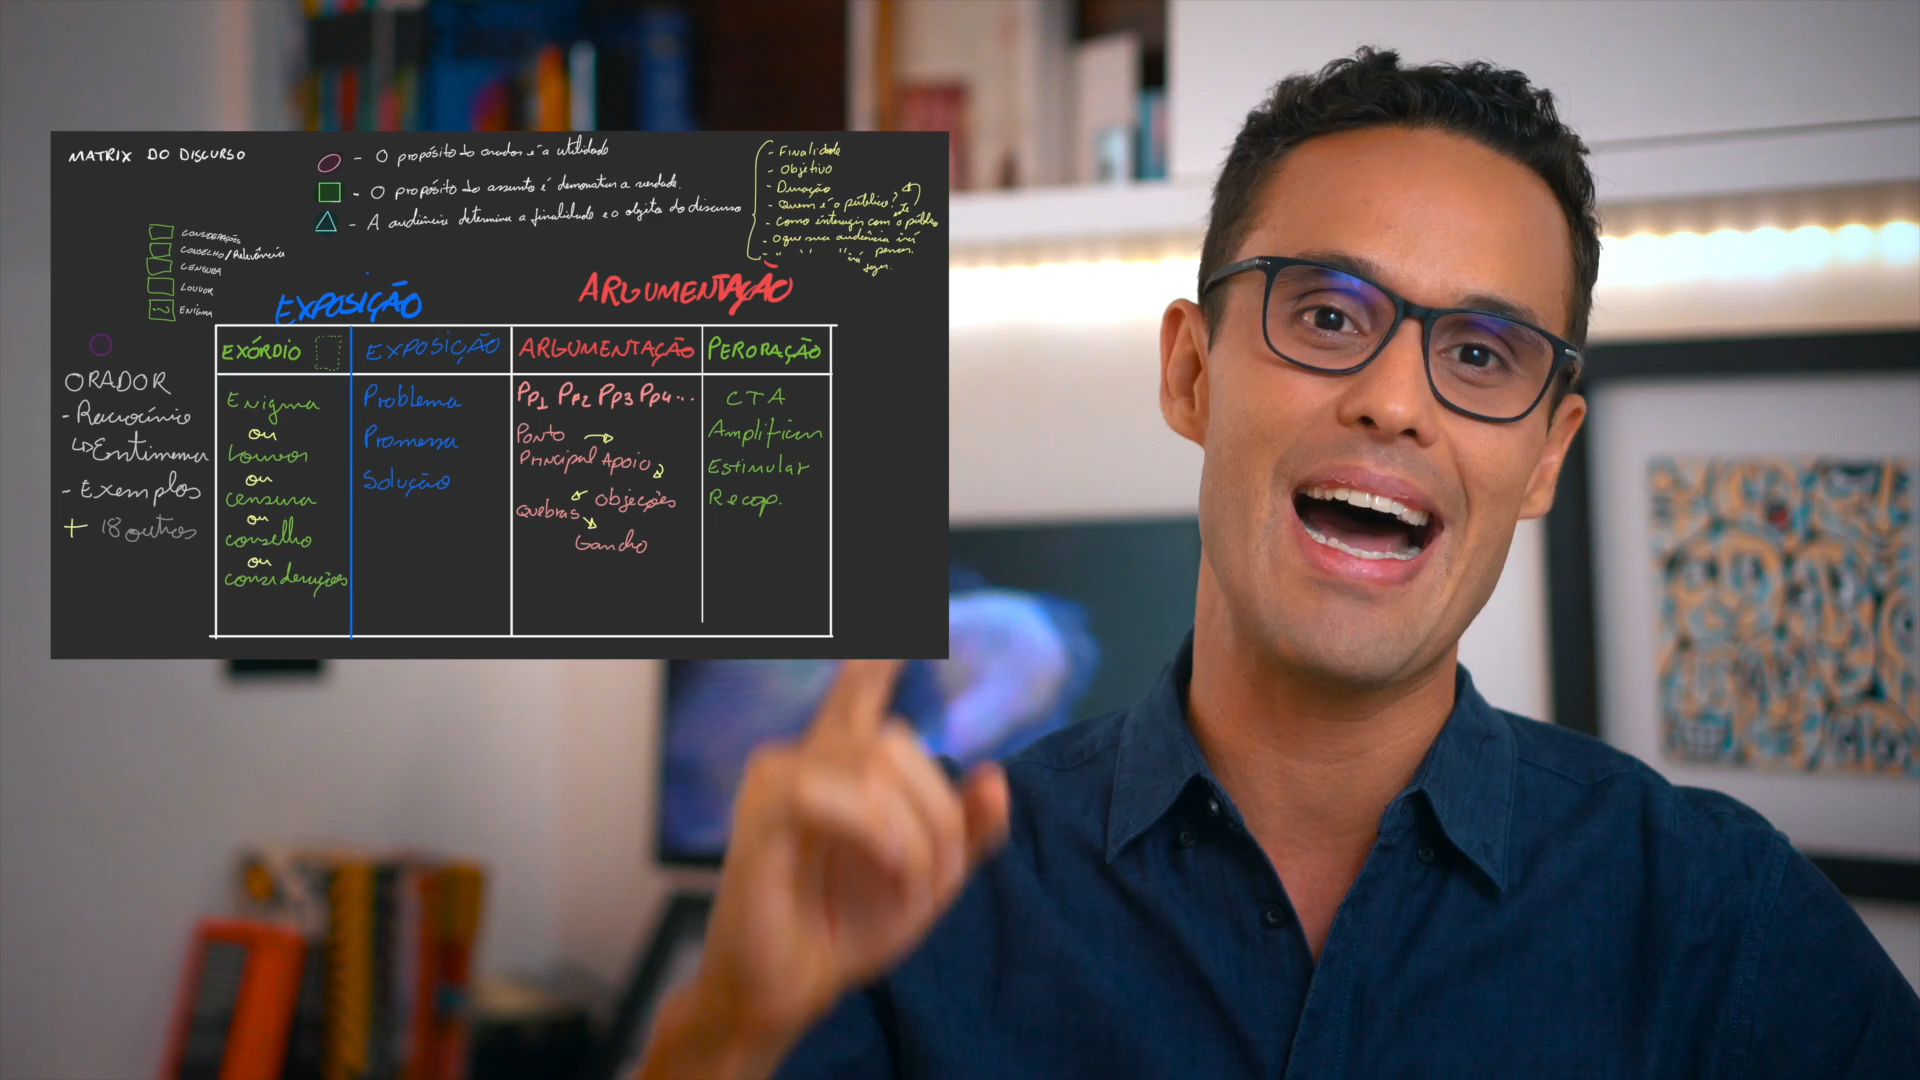 MATRIX DO DISCURSO
- O propósito do orador é a utilidade
- O propósito do assunto é demonstrar a verdade.
- A audiência determina a finalidade e o objeto do discurso
- Finalidade
- Objetivo
- Duração
- Quem é o público?
- Como interagir com o público
este
- O que sua audiência irá
pensar.
" " " irá
fazer.
CONSIDERAÇÕES
CONSELHO/Relevância
CENSURA
LOUVOR
? ENIGMA
EXPOSIÇÃO
ARGUMENTAÇÃO
ORADOR
- Raciocínio
↳ Entimema
- Exemplos
+ 18 outros
EXÓRDIO
Enigma
ou
Louvor
ou
censura
ou
conselho
ou
considerações
EXPOSIÇÃO
Problema
Promessa
Solução
ARGUMENTAÇÃO
PP1 PP2 PP3 PP4...
Ponto →
Principal Apoio
Objeções
Quebras
Gancho
PERORAÇÃO
CTA
Amplificar
Estimular
Recap.